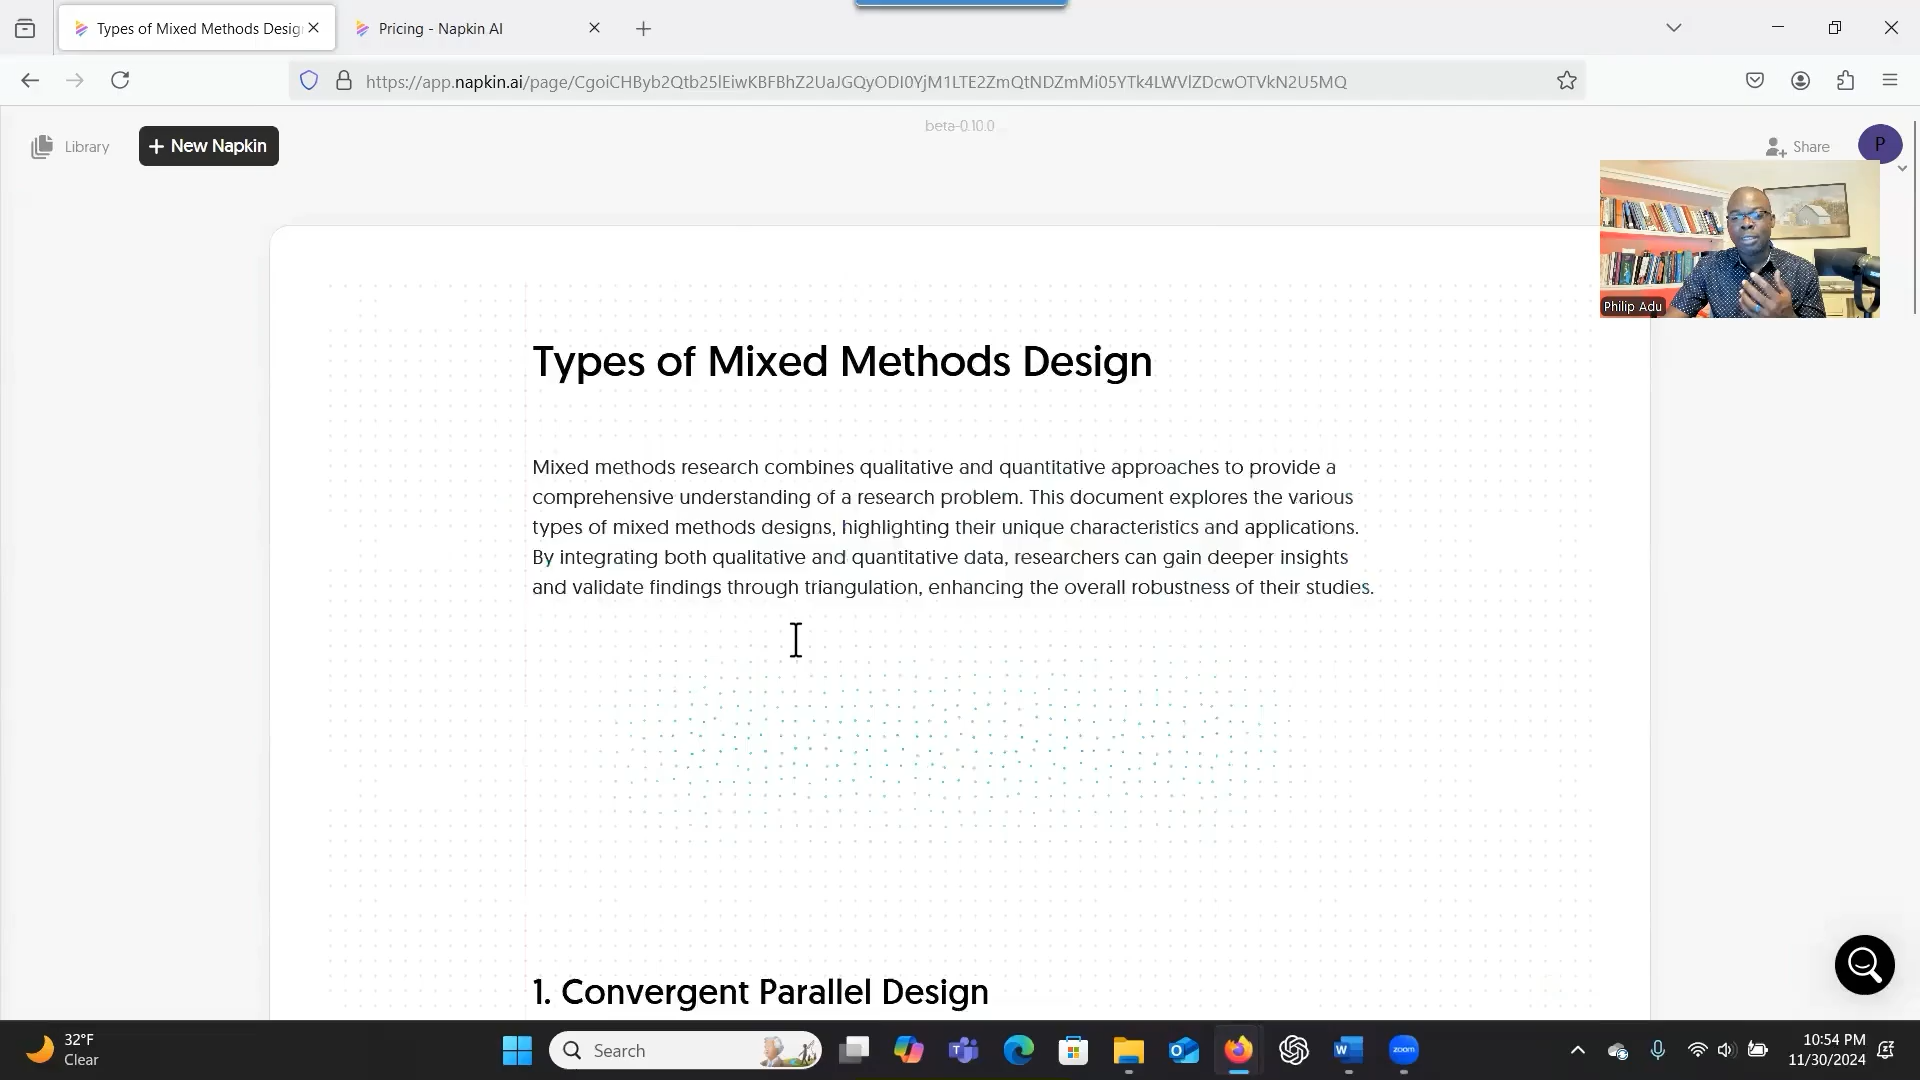 Types of Mixed Methods Desig
Pricing - Napkin AI
https://app.napkin.ai/page/CgoiCHByb2Qtb25lEiwKBFBhZ2UaJGQyODI0YjM1LTE2ZmQtNDZmMi05YTk4LWVlZDcwOTVkN2U5MQ
beta-0.10.0
Library
+ New Napkin
Share
P
Philip Adu
Types of Mixed Methods Design
Mixed methods research combines qualitative and quantitative approaches to provide a
comprehensive understanding of a research problem. This document explores the various
types of mixed methods designs, highlighting their unique characteristics and applications.
By integrating both qualitative and quantitative data, researchers can gain deeper insights
and validate findings through triangulation, enhancing the overall robustness of their studies.
1. Convergent Parallel Design
32°F
Clear
Search
zoom
10:54 PM
11/30/2024